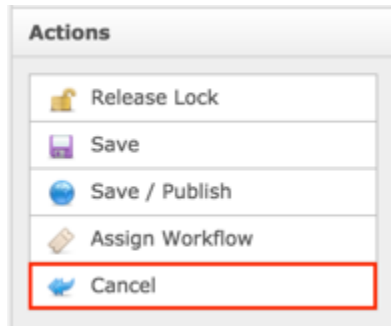 Actions
Release Lock
Save
Save / Publish
Assign Workflow
Cancel